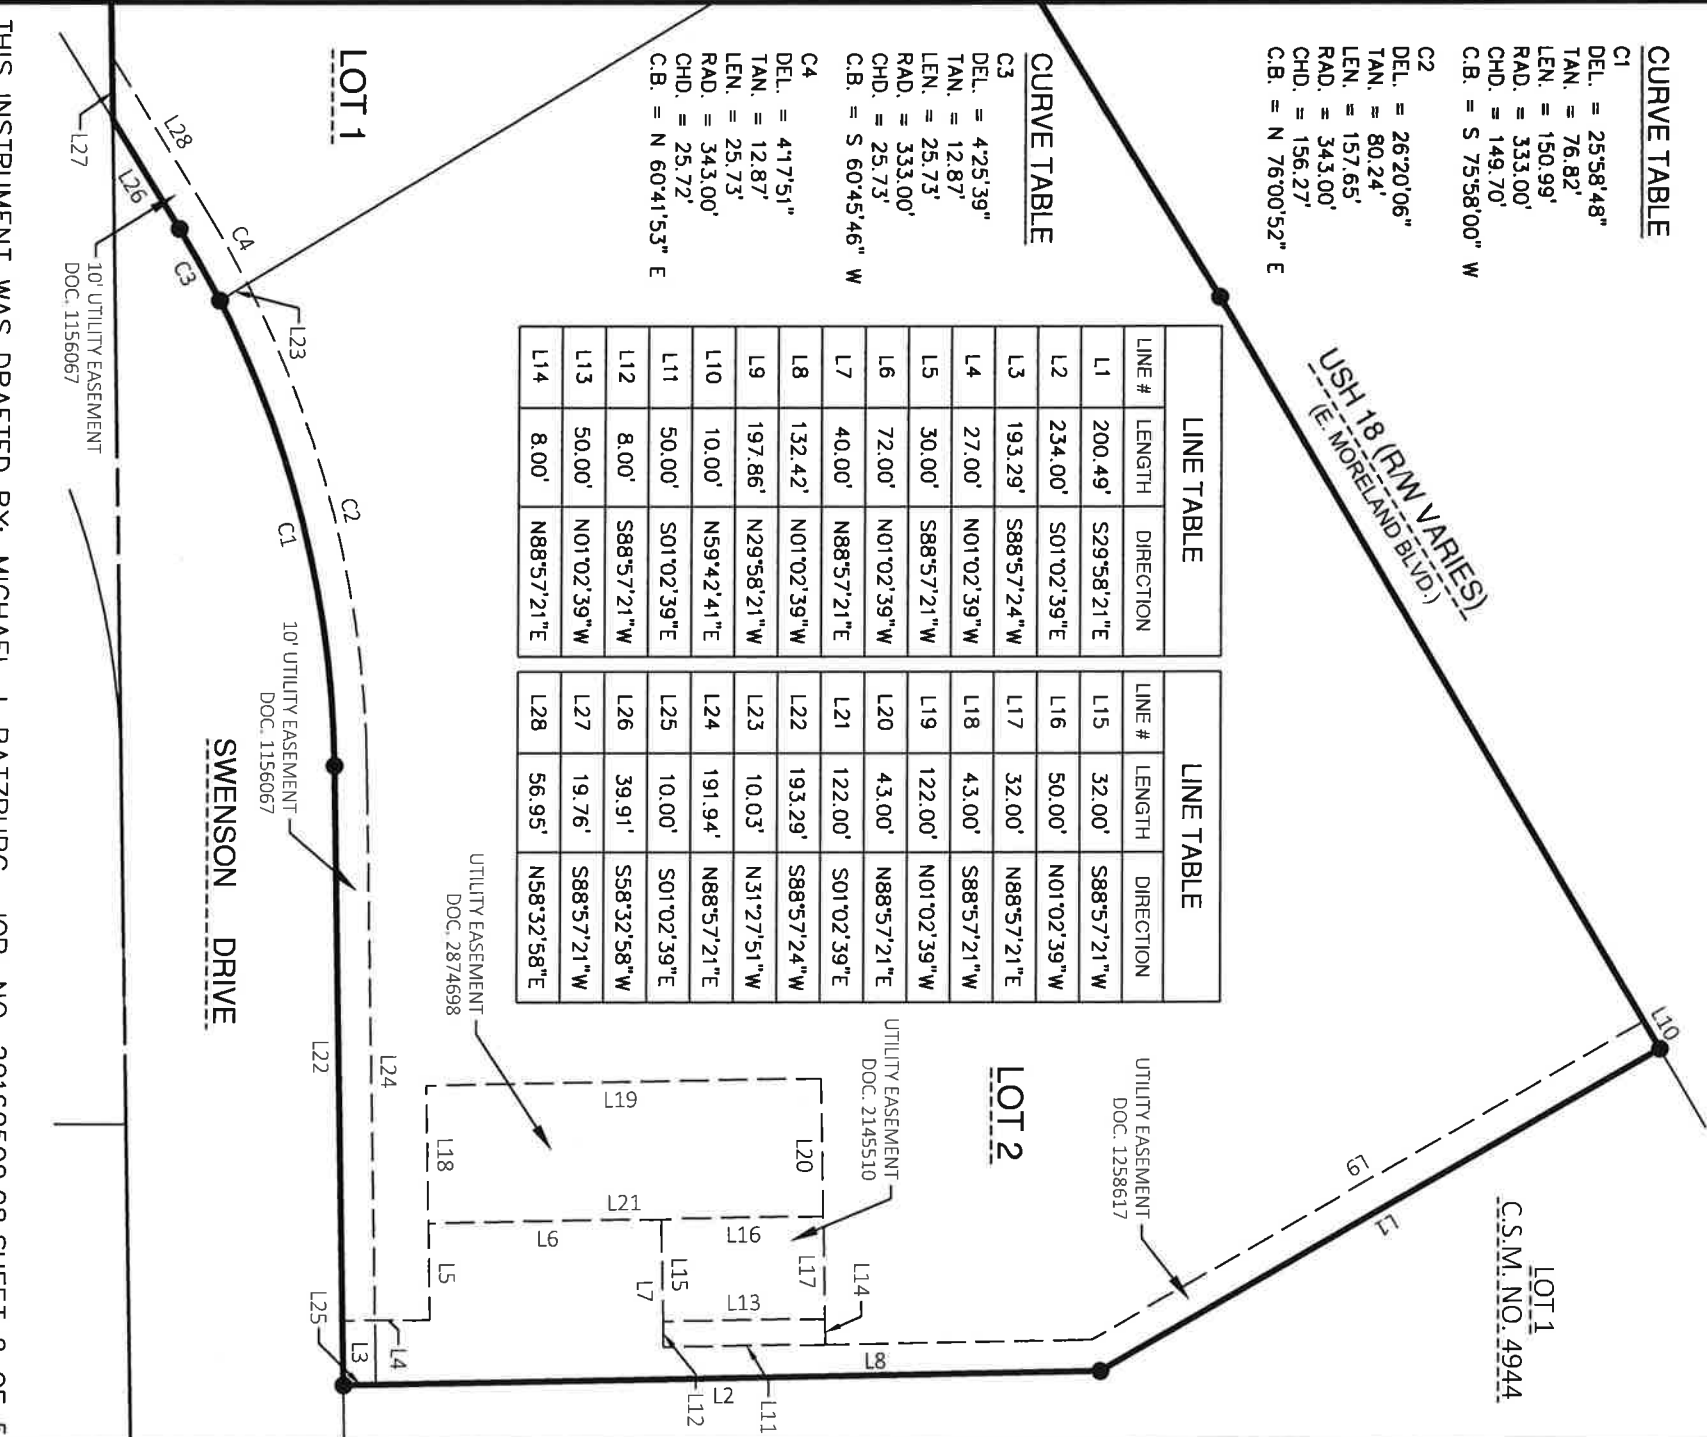 CURVE TABLE
C1
DEL. = 25°58'48"
TAN. = 76.82'
LEN. = 150.99'
RAD. = 333.00'
CHD. = 149.70'
C.B. = S 75°58'00" W
C2
DEL. = 26°20'06"
TAN. = 80.24'
LEN. = 157.65'
RAD. = 343.00'
CHD. = 156.27'
C.B. = N 76°00'52" E
CURVE TABLE
C3
DEL. = 4°25'39"
TAN. = 12.87'
LEN. = 25.73'
RAD. = 333.00'
CHD. = 25.73'
C.B. = S 60°45'46" W
C4
DEL. = 4°17'51"
TAN. = 12.87'
LEN. = 25.73'
RAD. = 343.00'
CHD. = 25.72'
C.B. = N 60°41'53" E
LOT 1
USH 18 (R/W VARIES)
(E. MORELAND BLVD.)
LINE TABLE
LINE # LENGTH DIRECTION
L1 200.49' S29°58'21"E
L2 234.00' S01°02'39"E
L3 193.29' S88°57'24"W
L4 27.00' N01°02'39"W
L5 30.00' S88°57'21"W
L6 72.00' N01°02'39"W
L7 40.00' N88°57'21"E
L8 132.42' N01°02'39"W
L9 197.86' N29°58'21"W
L10 10.00' N59°42'41"E
L11 50.00' S01°02'39"E
L12 8.00' S88°57'21"W
L13 50.00' N01°02'39"W
L14 8.00' N88°57'21"E
LINE TABLE
LINE # LENGTH DIRECTION
L15 32.00' S88°57'21"W
L16 50.00' N01°02'39"W
L17 32.00' N88°57'21"E
L18 43.00' S88°57'21"W
L19 122.00' N01°02'39"W
L20 43.00' N88°57'21"E
L21 122.00' S01°02'39"E
L22 193.29' S88°57'24"W
L23 10.03' N31°27'51"W
L24 191.94' N88°57'21"E
L25 10.00' S01°02'39"E
L26 39.91' S58°32'58"W
L27 19.76' S88°57'21"W
L28 56.95' N58°32'58"E
L10
L9
L1
LOT 1
C.S.M. NO. 4944
UTILITY EASEMENT
DOC. 1258617
LOT 2
UTILITY EASEMENT
DOC. 2145510
UTILITY EASEMENT
DOC. 2874698
L20
L19
L18
L21
L16
L17
L14
L6
L15
L7
L13
L5
L8
L2
L11
L12
L4
L3
L25
L24
L22
L28
L27
L26
C4
C3
L23
C2
C1
10' UTILITY EASEMENT
DOC. 1156067
10' UTILITY EASEMENT
DOC. 1156067
SWENSON DRIVE
THIS INSTRUMENT WAS DRAFTED BY: MICHAEL J. RATZBURG